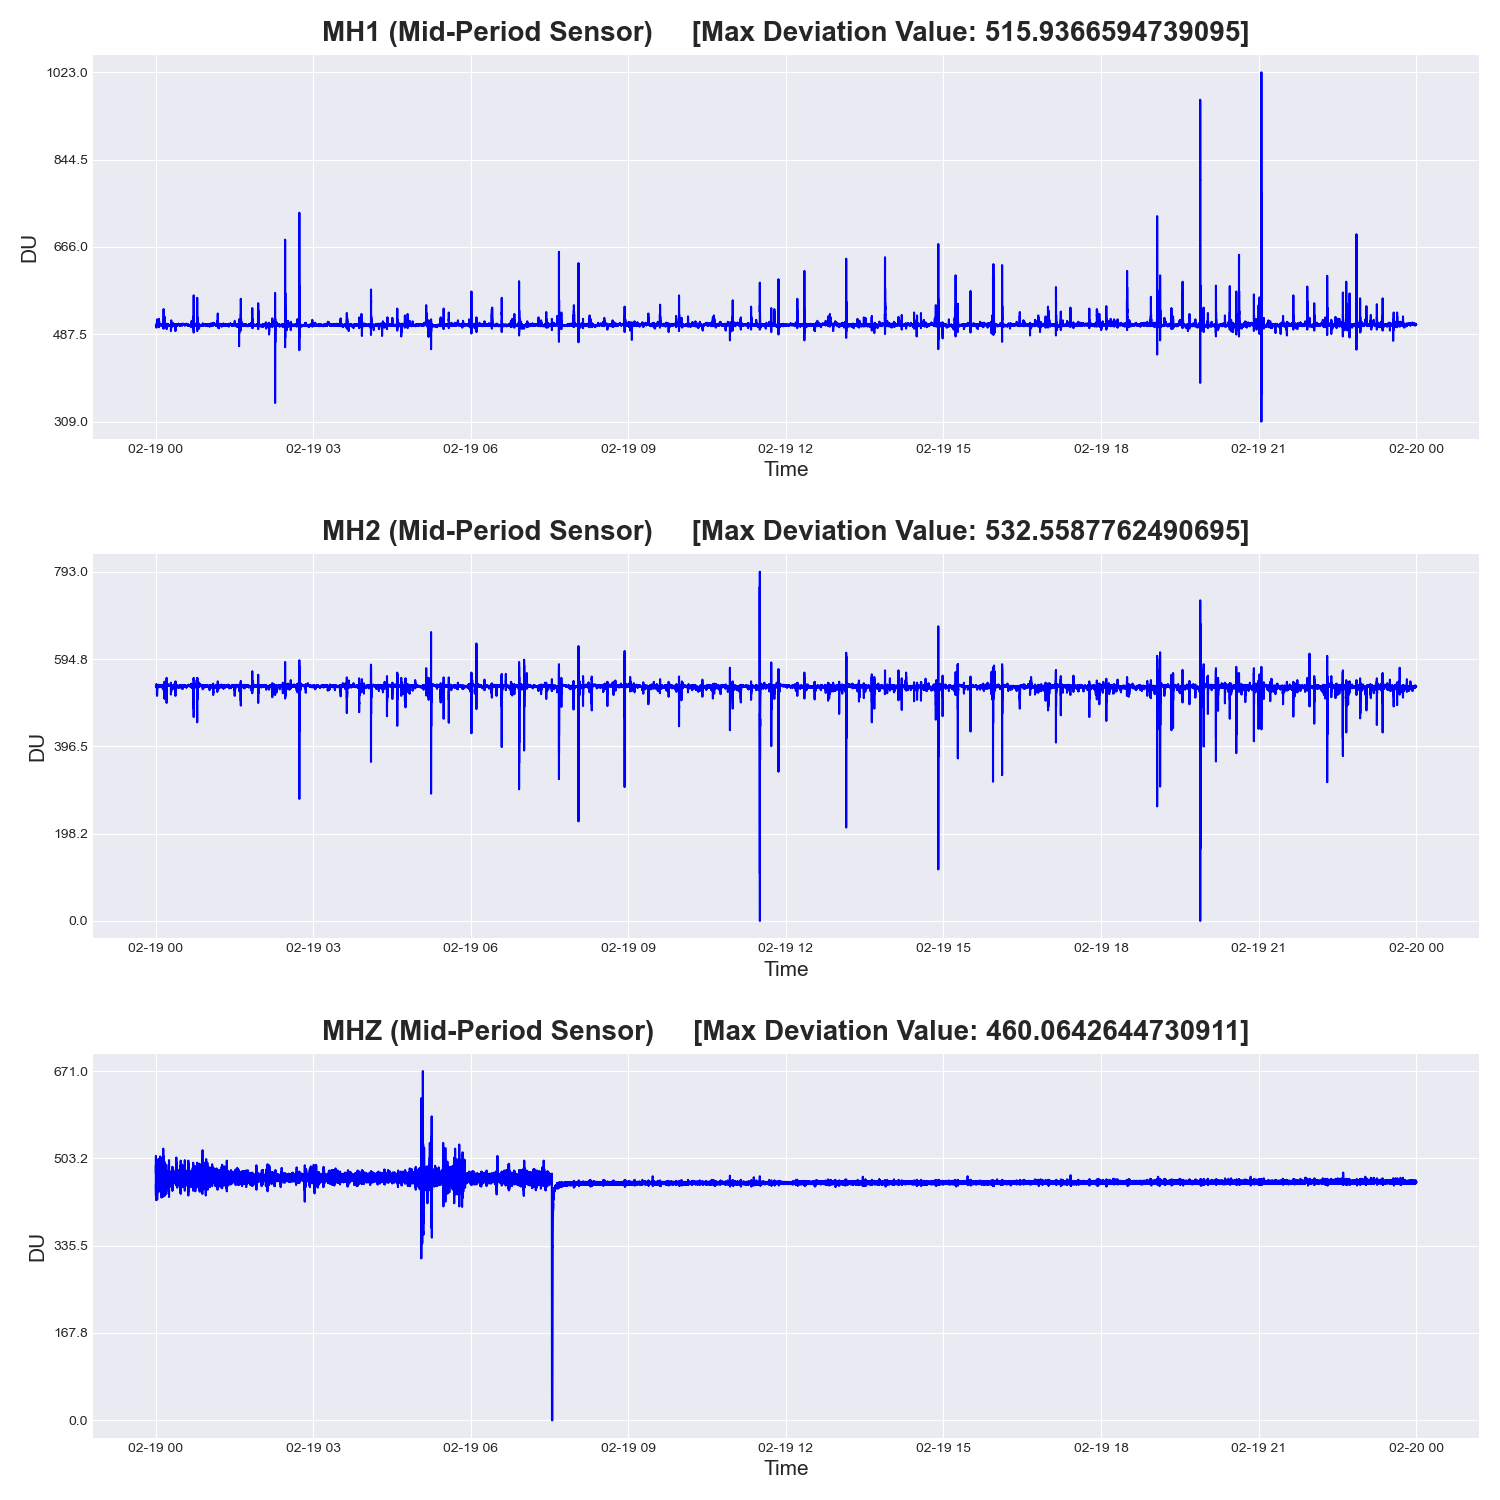 MH1 (Mid-Period Sensor) [Max Deviation Value: 515.9366594739095]
1023.0
844.5
666.0
487.5
309.0
DU
02-19 00 02-19 03 02-19 06 02-19 09 02-19 12 02-19 15 02-19 18 02-19 21 02-20 00
Time
MH2 (Mid-Period Sensor) [Max Deviation Value: 532.5587762490695]
793.0
594.8
396.5
198.2
0.0
DU
02-19 00 02-19 03 02-19 06 02-19 09 02-19 12 02-19 15 02-19 18 02-19 21 02-20 00
Time
MHZ (Mid-Period Sensor) [Max Deviation Value: 460.0642644730911]
671.0
503.2
335.5
167.8
0.0
DU
02-19 00 02-19 03 02-19 06 02-19 09 02-19 12 02-19 15 02-19 18 02-19 21 02-20 00
Time